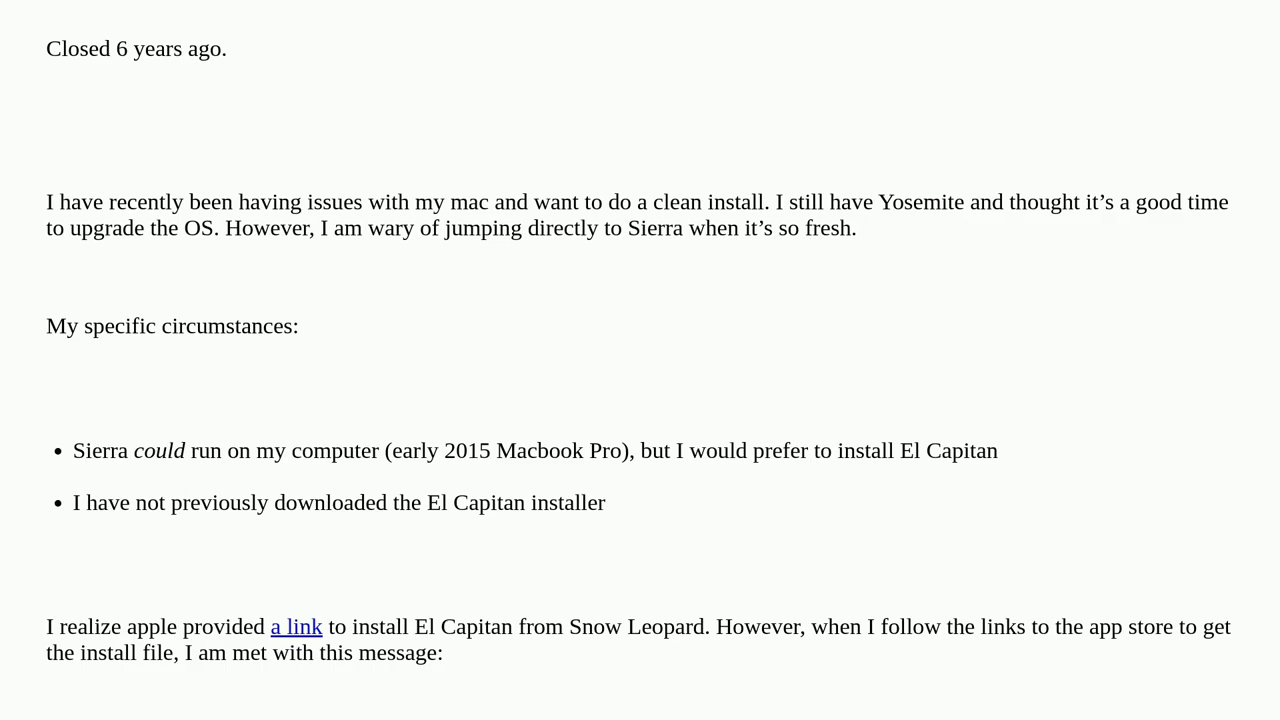 Closed 6 years ago.
I have recently been having issues with my mac and want to do a clean install. I still have Yosemite and thought it’s a good time
to upgrade the OS. However, I am wary of jumping directly to Sierra when it’s so fresh.
My specific circumstances:
• Sierra could run on my computer (early 2015 Macbook Pro), but I would prefer to install El Capitan
• I have not previously downloaded the El Capitan installer
I realize apple provided a link to install El Capitan from Snow Leopard. However, when I follow the links to the app store to get
the install file, I am met with this message: